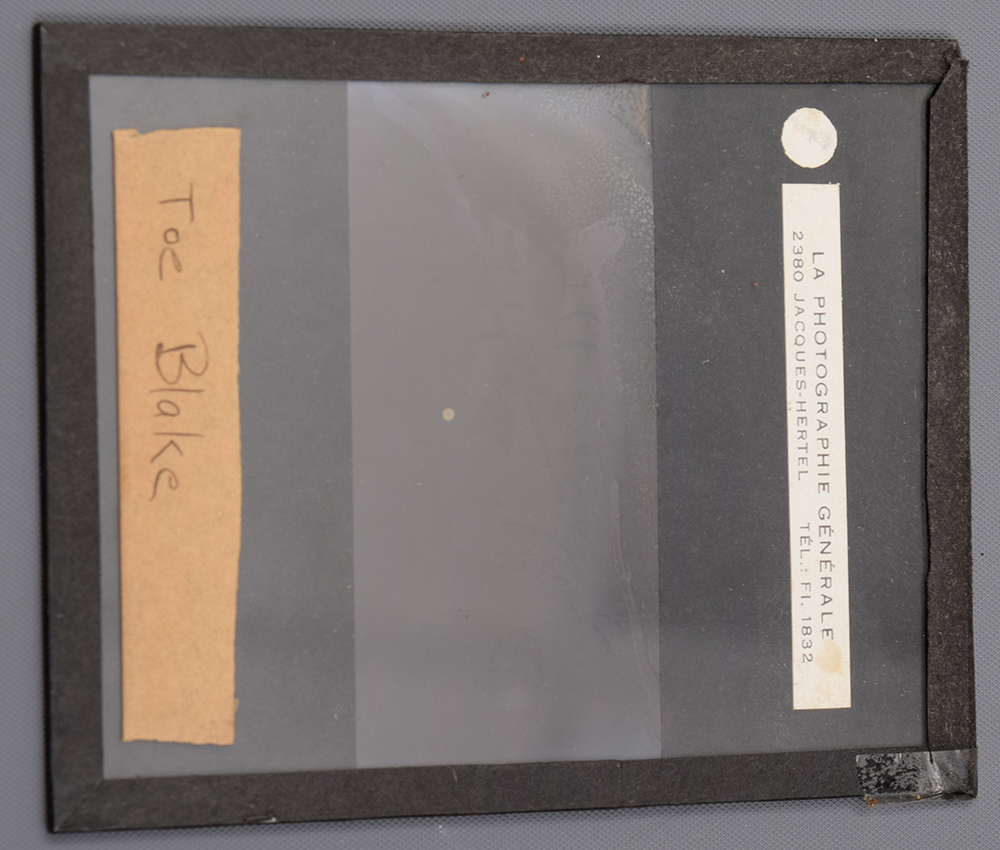 LA PHOTOGRAPHIE GÉNÉRALE
2380 JACQUES-HERTEL TÉL.: FI. 1832
Toe Blake